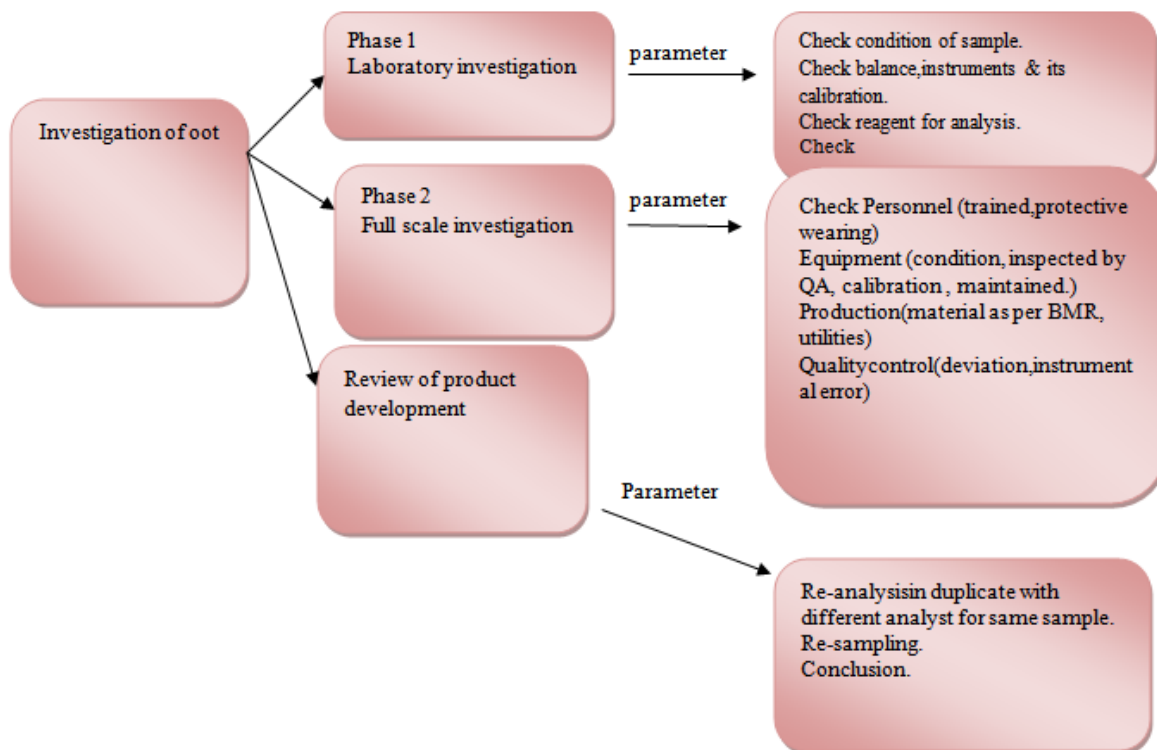 Investigation of oot
Phase 1
Laboratory investigation
parameter
Check condition of sample.
Check balance,instruments & its
calibration.
Check reagent for analysis.
Check
Phase 2
Full scale investigation
parameter
Check Personnel (trained,protective
wearing)
Equipment (condition, inspected by
QA, calibration , maintained.)
Production(material as per BMR,
utilities)
Qualitycontrol(deviation,instrument
al error)
Review of product
development
Parameter
Re-analysisin duplicate with
different analyst for same sample.
Re-sampling.
Conclusion.